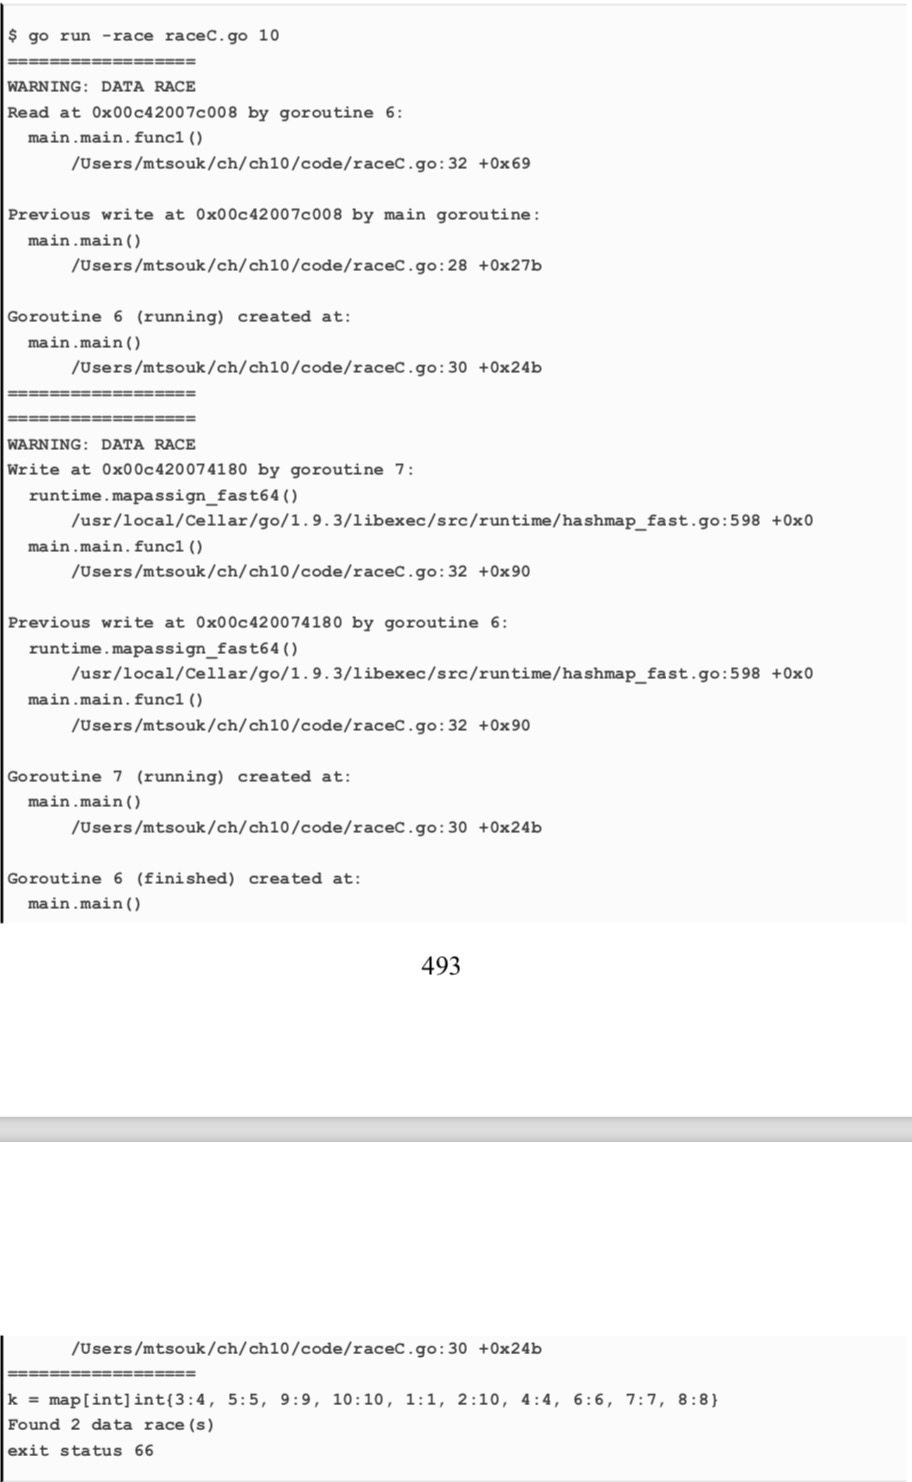 $ go run -race raceC.go 10
==================
WARNING: DATA RACE
Read at 0x00c42007c008 by goroutine 6:
  main.main.func1()
      /Users/mtsouk/ch/ch10/code/raceC.go:32 +0x69

Previous write at 0x00c42007c008 by main goroutine:
  main.main()
      /Users/mtsouk/ch/ch10/code/raceC.go:28 +0x27b

Goroutine 6 (running) created at:
  main.main()
      /Users/mtsouk/ch/ch10/code/raceC.go:30 +0x24b
==================
==================
WARNING: DATA RACE
Write at 0x00c420074180 by goroutine 7:
  runtime.mapassign_fast64()
      /usr/local/Cellar/go/1.9.3/libexec/src/runtime/hashmap_fast.go:598 +0x0
  main.main.func1()
      /Users/mtsouk/ch/ch10/code/raceC.go:32 +0x90

Previous write at 0x00c420074180 by goroutine 6:
  runtime.mapassign_fast64()
      /usr/local/Cellar/go/1.9.3/libexec/src/runtime/hashmap_fast.go:598 +0x0
  main.main.func1()
      /Users/mtsouk/ch/ch10/code/raceC.go:32 +0x90

Goroutine 7 (running) created at:
  main.main()
      /Users/mtsouk/ch/ch10/code/raceC.go:30 +0x24b

Goroutine 6 (finished) created at:
  main.main()
493
      /Users/mtsouk/ch/ch10/code/raceC.go:30 +0x24b
==================
k = map[int]int{3:4, 5:5, 9:9, 10:10, 1:1, 2:10, 4:4, 6:6, 7:7, 8:8}
Found 2 data race(s)
exit status 66